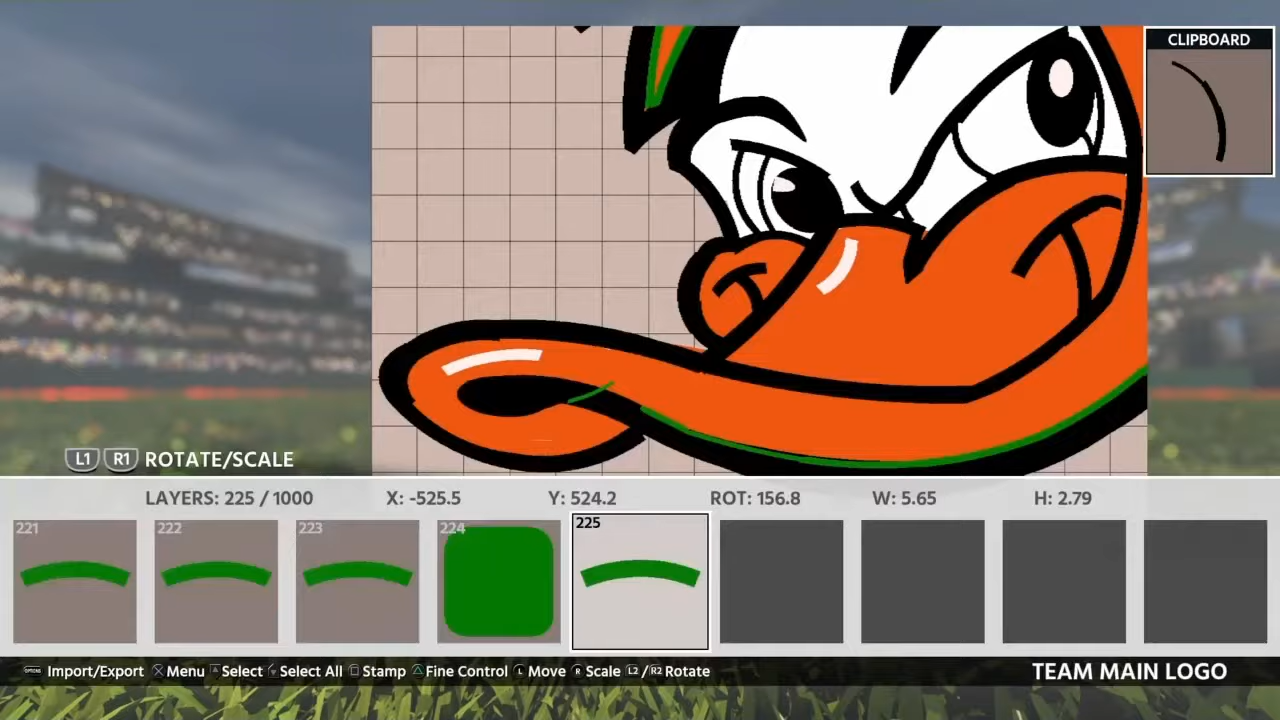 CLIPBOARD
L1 R1 ROTATE/SCALE
LAYERS: 225 / 1000 X: -525.5 Y: 524.2 ROT: 156.8 W: 5.65 H: 2.79
221 222 223 224 225
Import/Export Menu Select Select All Stamp Fine Control L Move R Scale L2/R2 Rotate
TEAM MAIN LOGO